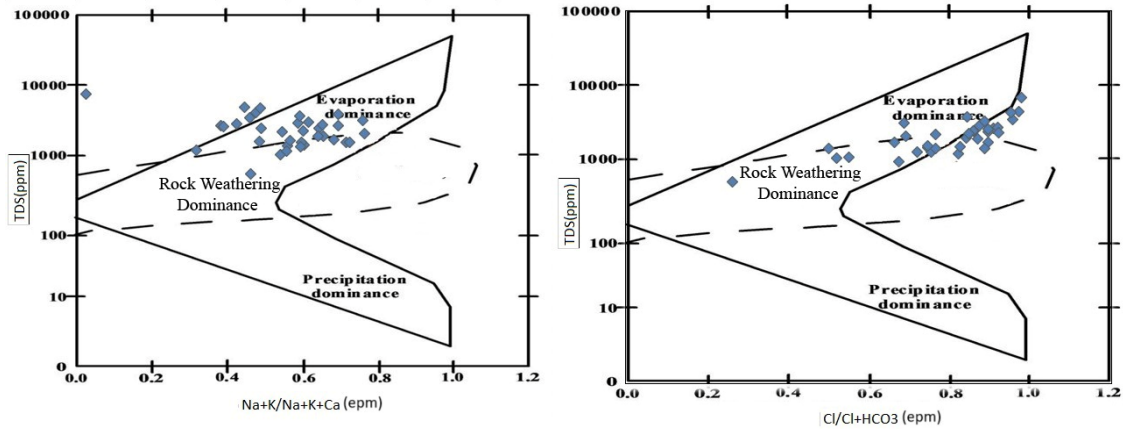 100000
10000
1000
100
10
0
TDS(ppm)
Evaporation
dominance
Rock Weathering
Dominance
Precipitation
dominance
0.0 0.2 0.4 0.6 0.8 1.0 1.2
Na+K/Na+K+Ca (epm)
100000
10000
1000
100
10
0
TDS(ppm)
Evaporation
dominance
Rock Weathering
Dominance
Precipitation
dominance
0.0 0.2 0.4 0.6 0.8 1.0 1.2
Cl/Cl+HCO3 (epm)